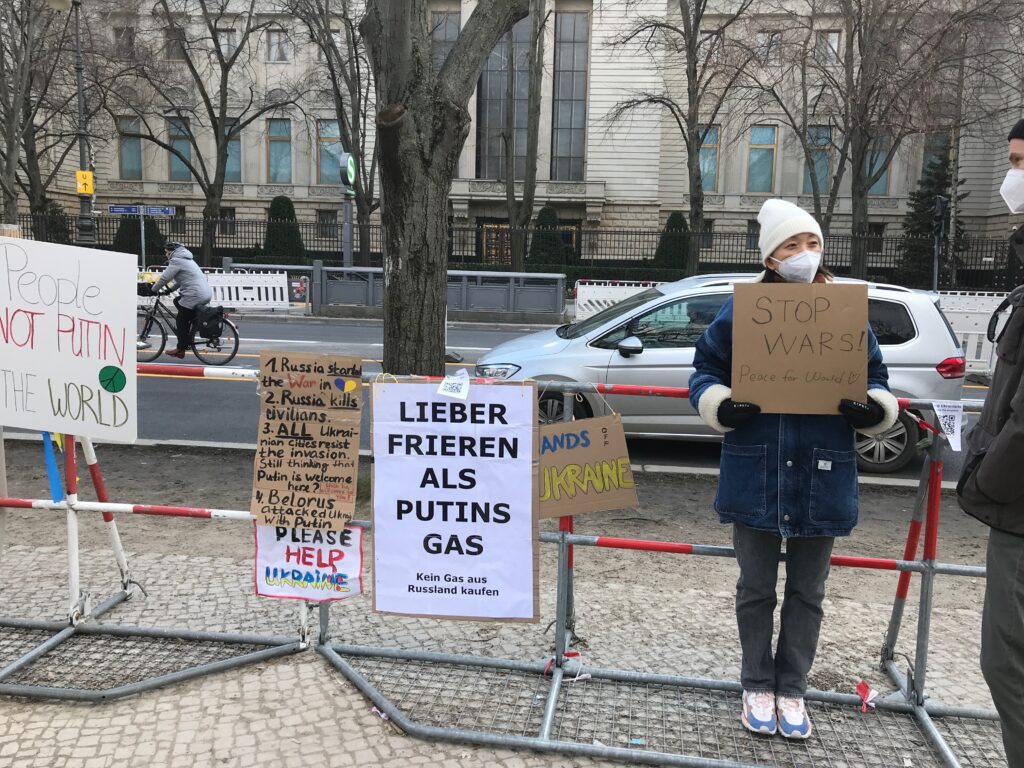 People
NOT PUTIN
THE WORLD
1. Russia started
the War in
2. Russia kills
civilians.
3. ALL Ukrai-
nian cities resist
the invasion.
Still thinking that
Putin is welcome
here?
4. Belorus
attacked Ukrai
with Putin
PLEASE
HELP
UKRAINE
LIEBER
FRIEREN
ALS
PUTINS
GAS
Kein Gas aus
Russland kaufen
ANDS OFF
UKRAINE
STOP
WARS!
Peace for World
S